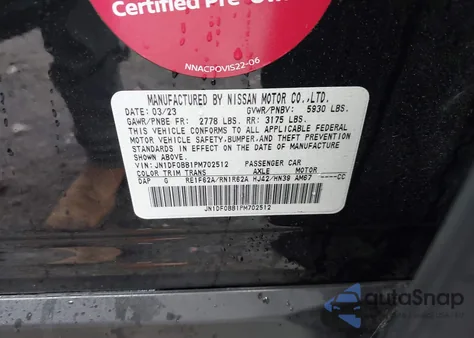 Certified Pre-
NNACPOVIS22-06
MANUFACTURED BY NISSAN MOTOR CO.,LTD.
DATE: 03/23 GVWR/PNBV: 5930 LBS.
GAWR/PNBE FR: 2778 LBS. RR: 3175 LBS.
THIS VEHICLE CONFORMS TO ALL APPLICABLE FEDERAL
MOTOR VEHICLE SAFETY,BUMPER,AND THEFT PREVENTION
STANDARDS IN EFFECT ON THE DATE OF MANUFACTURE
SHOWN ABOVE.
VIN: JN1DF0BB1PM702512 PASSENGER CAR
COLOR TRIM TRANS AXLE MOTOR
DAP G RE1F62A/RN1R62A HJ42/HN39 AM67 ----CC
JN1DF0BB1PM702512
autoSnap